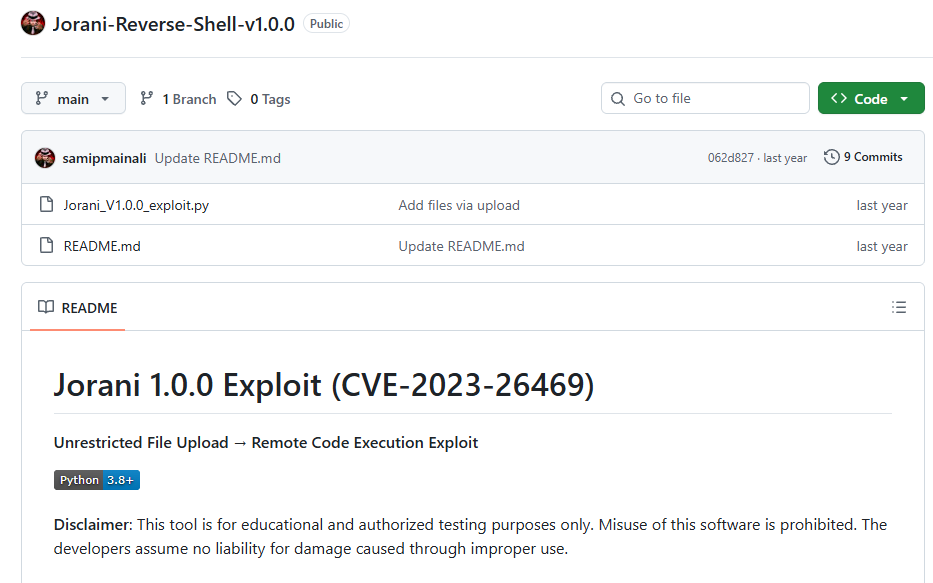 Jorani-Reverse-Shell-v1.0.0 Public
main 1 Branch 0 Tags Go to file Code
samipmainali Update README.md 062d827 · last year 9 Commits
Jorani_V1.0.0_exploit.py Add files via upload last year
README.md Update README.md last year
README
Jorani 1.0.0 Exploit (CVE-2023-26469)
Unrestricted File Upload → Remote Code Execution Exploit
Python 3.8+
Disclaimer: This tool is for educational and authorized testing purposes only. Misuse of this software is prohibited. The
developers assume no liability for damage caused through improper use.